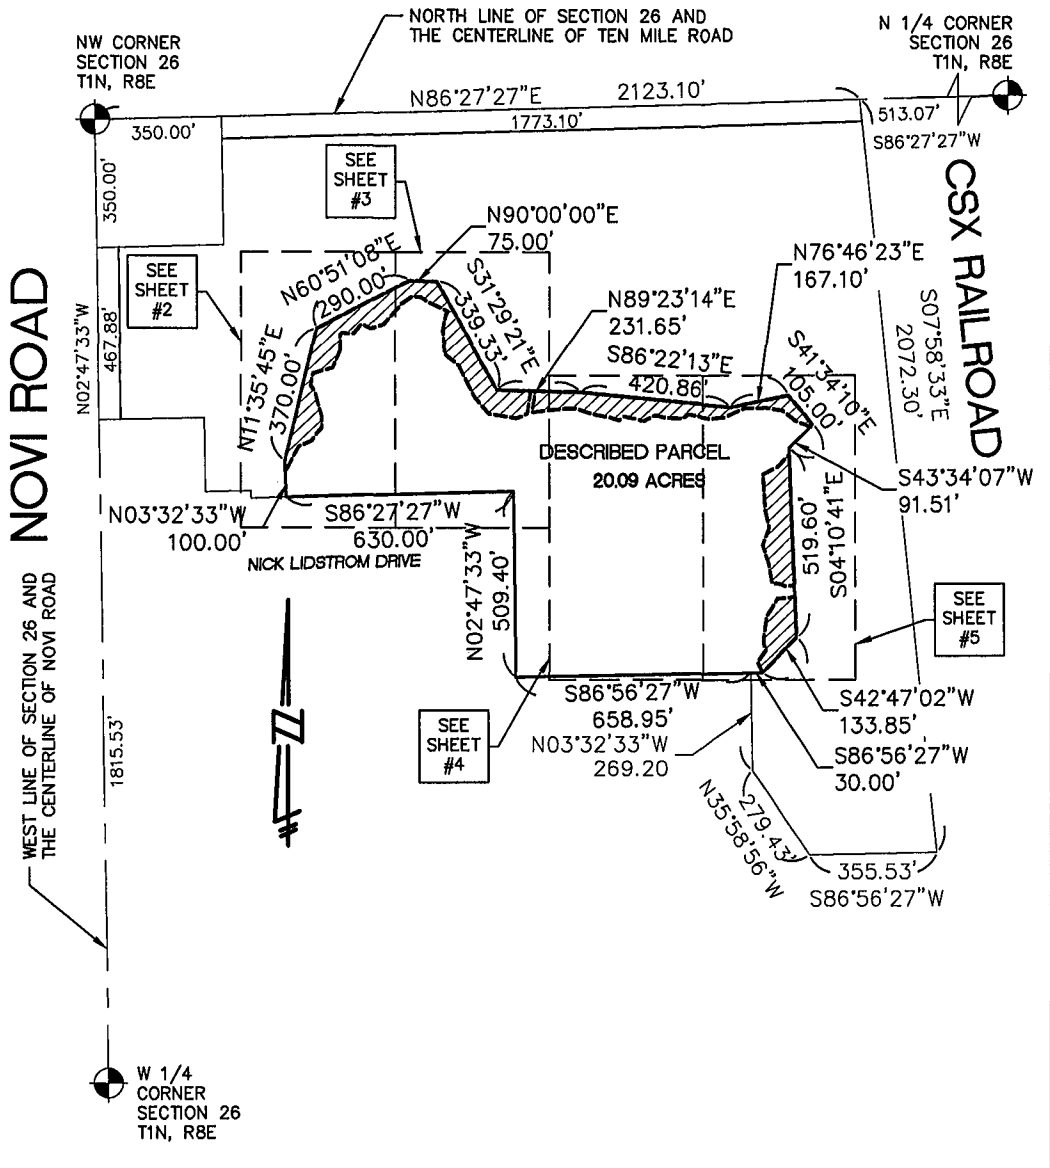 NORTH LINE OF SECTION 26 AND
THE CENTERLINE OF TEN MILE ROAD
NW CORNER
SECTION 26
T1N, R8E
N 1/4 CORNER
SECTION 26
T1N, R8E
N86°27'27"E
2123.10'
513.07'
S86°27'27"W
350.00'
1773.10'
350.00'
SEE
SHEET
#3
CSX RAILROAD
N90°00'00"E
75.00'
N76°46'23"E
167.10'
SEE
SHEET
#2
N60°51'08"E
290.00'
S31°29'21"E
339.33'
N89°23'14"E
231.65'
S86°22'13"E
420.86'
S41°34'10"E
105.00'
S07°58'33"E
2072.30'
NOVI ROAD
N02°47'33"W
467.88'
N11°35'45"E
370.00'
DESCRIBED PARCEL
20.09 ACRES
S43°34'07"W
91.51'
N03°32'33"W
100.00'
S86°27'27"W
630.00'
NICK LIDSTROM DRIVE
N02°47'33"W
509.40'
519.60'
S04°10'41"E
SEE
SHEET
#5
WEST LINE OF SECTION 26 AND
THE CENTERLINE OF NOVI ROAD
1815.53'
N
S86°56'27"W
658.95'
S42°47'02"W
133.85'
SEE
SHEET
#4
N03°32'33"W
269.20
S86°56'27"W
30.00'
279.43'
N35°58'56"W
355.53'
S86°56'27"W
W 1/4
CORNER
SECTION 26
T1N, R8E